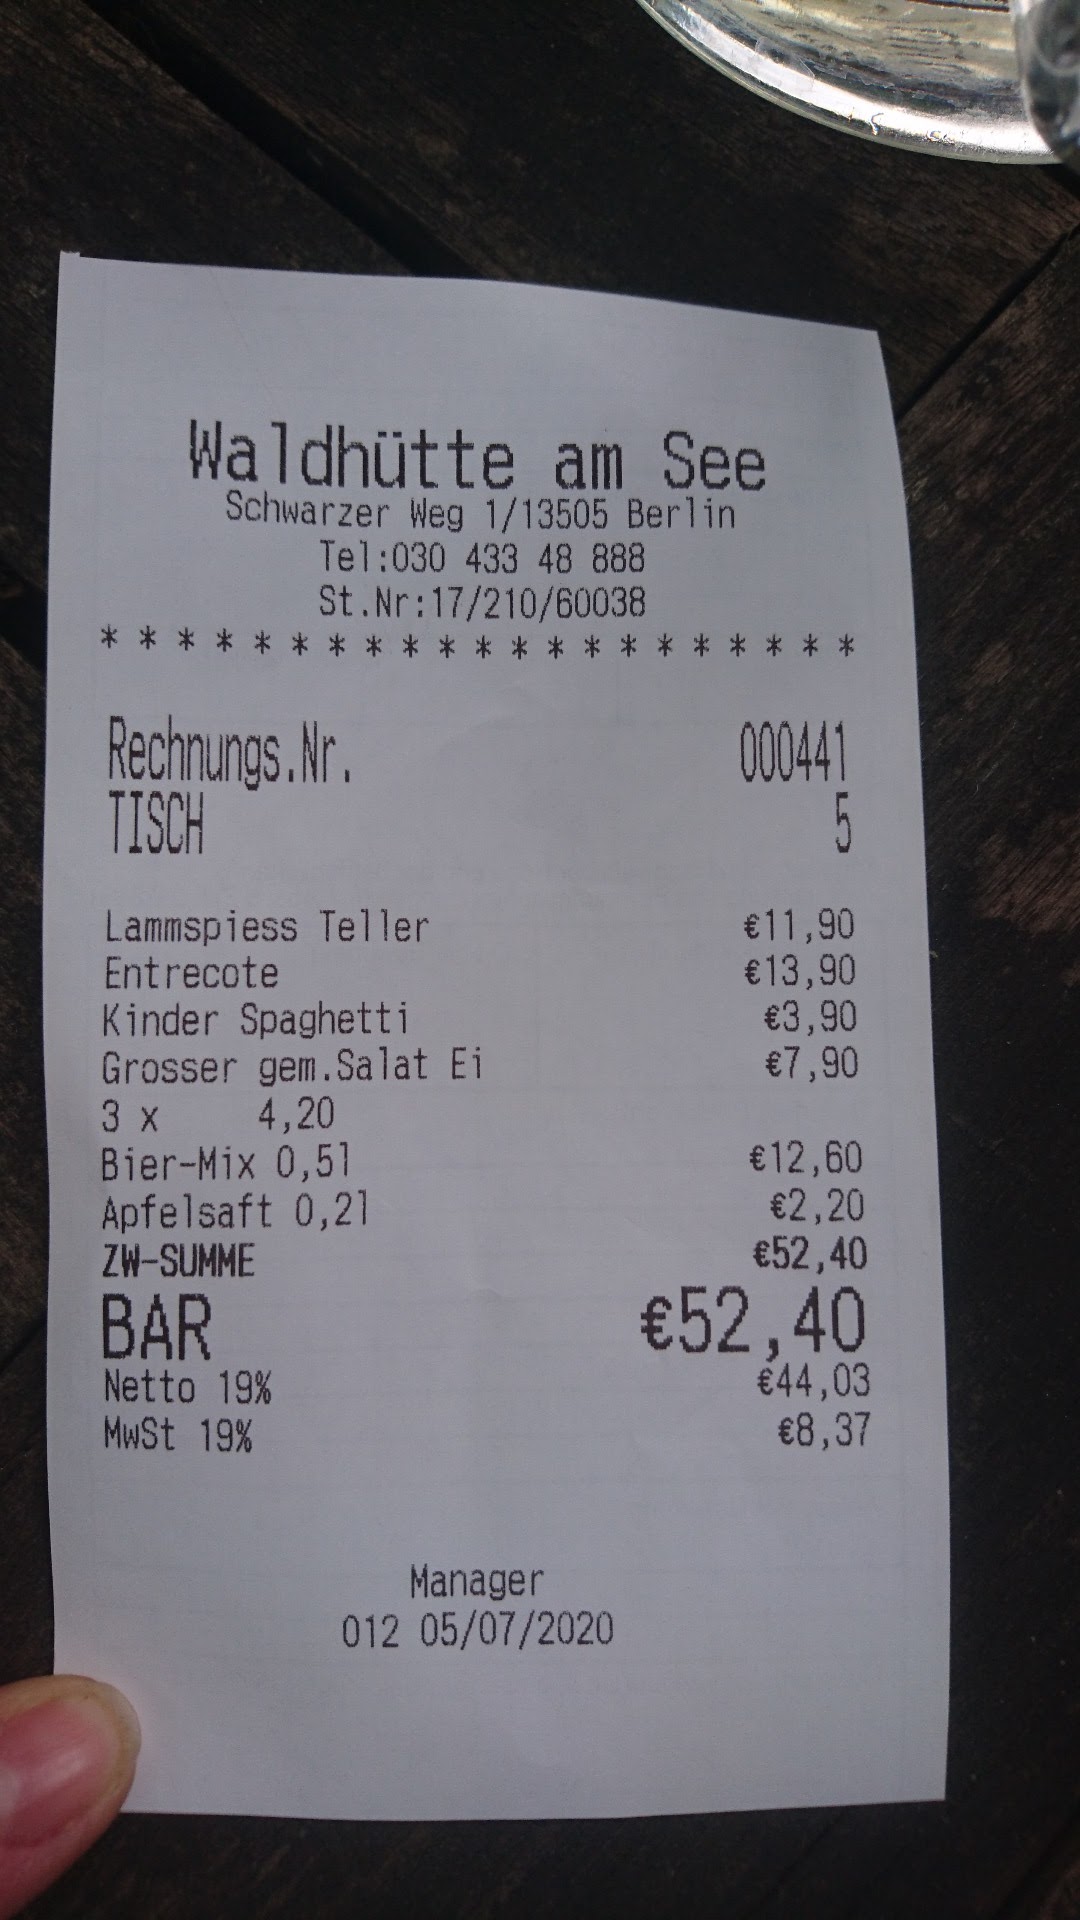 Waldhütte am See
Schwarzer Weg 1/13505 Berlin
Tel:030 433 48 888
St.Nr:17/210/60038
* * * * * * * * * * * * * * * * * * * * *
Rechnungs.Nr. 000441
TISCH 5
Lammspiess Teller €11,90
Entrecote €13,90
Kinder Spaghetti €3,90
Grosser gem.Salat Ei €7,90
3 x 4,20
Bier-Mix 0,5l €12,60
Apfelsaft 0,2l €2,20
ZW-SUMME €52,40
BAR €52,40
Netto 19% €44,03
MwSt 19% €8,37
Manager
012 05/07/2020